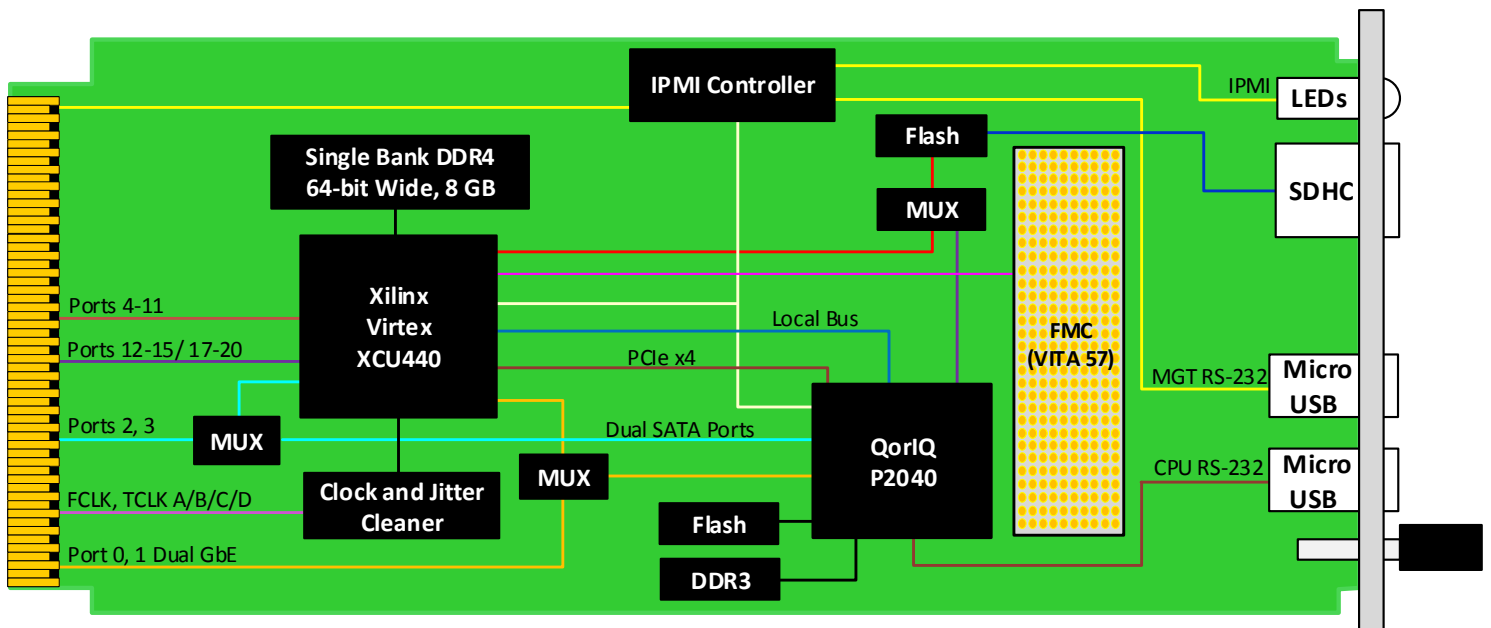 IPMI Controller
IPMI
LEDs
Flash
Single Bank DDR4
64-bit Wide, 8 GB
SDHC
MUX
Xilinx
Virtex
XCU440
Ports 4-11
Local Bus
FMC
(VITA 57)
Ports 12-15/ 17-20
PCIe x4
MGT RS-232
Micro
USB
Ports 2, 3
MUX
Dual SATA Ports
QorIQ
P2040
MUX
CPU RS-232
Micro
USB
FCLK, TCLK A/B/C/D
Clock and Jitter
Cleaner
Flash
Port 0, 1 Dual GbE
DDR3